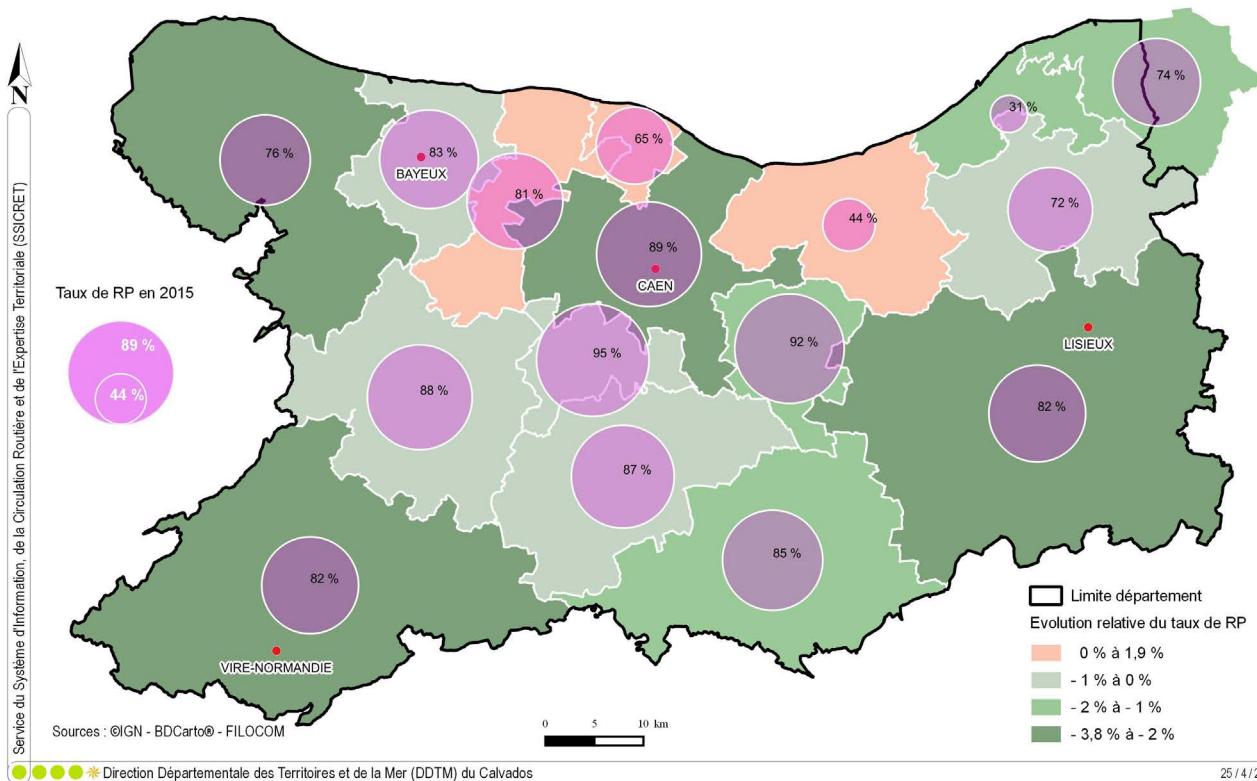 N
Service du Système d'Information, de la Circulation Routière et de l'Expertise Territoriale (SSICRET)
74 %
31 %
65 %
76 %
83 %
BAYEUX
81 %
72 %
44 %
89 %
CAEN
Taux de RP en 2015
89 %
44 %
LISIEUX
92 %
95 %
88 %
82 %
87 %
85 %
82 %
VIRE-NORMANDIE
Limite département
Evolution relative du taux de RP
0 % à 1,9 %
- 1 % à 0 %
- 2 % à - 1 %
- 3,8 % à - 2 %
0 5 10 km
Sources : ©IGN - BDCarto® - FILOCOM
Direction Départementale des Territoires et de la Mer (DDTM) du Calvados
25/4/2